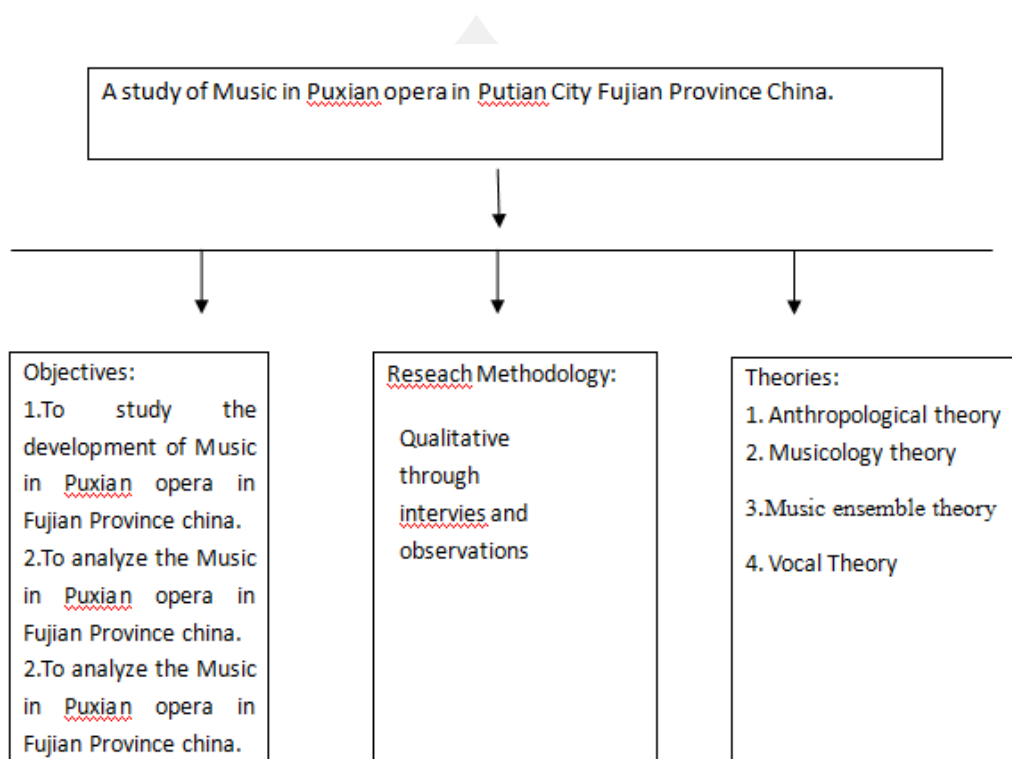 A study of Music in Puxian opera in Putian City Fujian Province China.
Objectives:
1.To study the
development of Music
in Puxian opera in
Fujian Province china.
2.To analyze the Music
in Puxian opera in
Fujian Province china.
2.To analyze the Music
in Puxian opera in
Fujian Province china.
Reseach Methodology:
Qualitative
through
intervies and
observations
Theories:
1. Anthropological theory
2. Musicology theory
3.Music ensemble theory
4. Vocal Theory